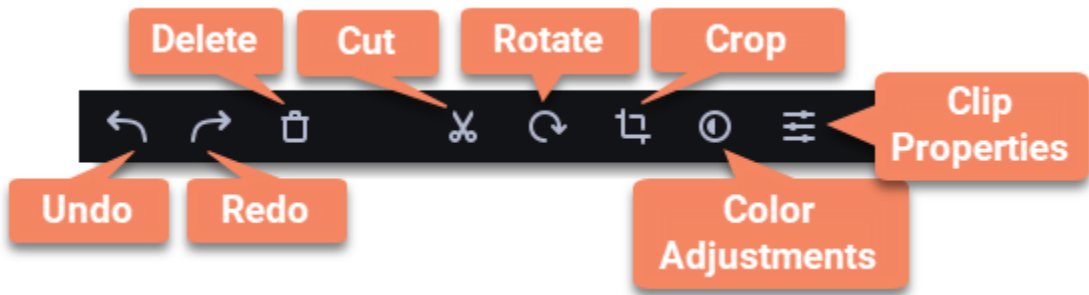 Delete
Cut
Rotate
Crop
Clip
Properties
Undo
Redo
Color
Adjustments